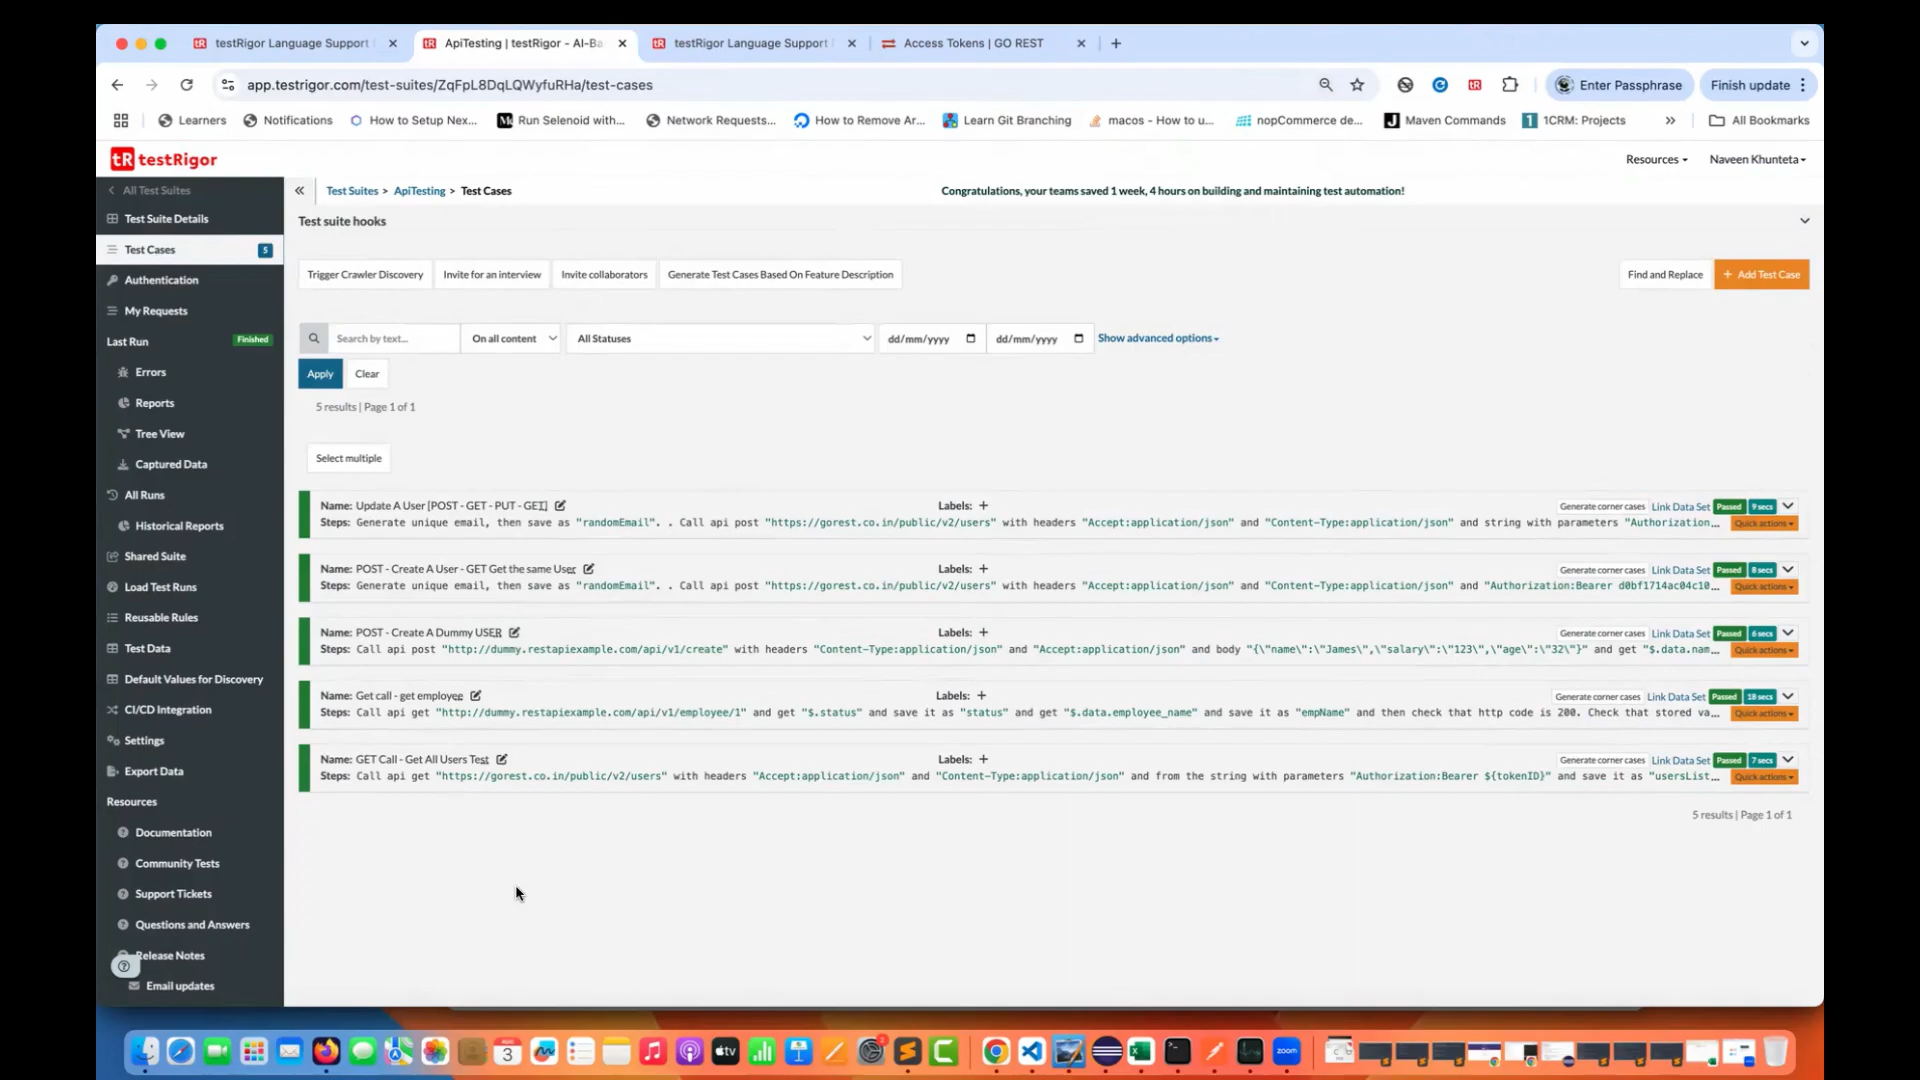 testRigor Language Support
ApiTesting | testRigor - AI-Ba
testRigor Language Support
Access Tokens | GO REST
app.testrigor.com/test-suites/ZqFpL8DqLQWyfuRHa/test-cases
Enter Passphrase
Finish update
Learners
Notifications
How to Setup Nex...
Run Selenoid with...
Network Requests...
How to Remove Ar...
Learn Git Branching
macos - How to u...
nopCommerce de...
Maven Commands
1CRM: Projects
All Bookmarks
tR testRigor
Resources
Naveen Khunteta
All Test Suites
Test Suites > ApiTesting > Test Cases
Congratulations, your teams saved 1 week, 4 hours on building and maintaining test automation!
Test Suite Details
Test Cases 5
Authentication
My Requests
Last Run Finished
Errors
Reports
Tree View
Captured Data
All Runs
Historical Reports
Shared Suite
Load Test Runs
Reusable Rules
Test Data
Default Values for Discovery
CI/CD Integration
Settings
Export Data
Resources
Documentation
Community Tests
Support Tickets
Questions and Answers
Release Notes
Email updates
Test suite hooks
Trigger Crawler Discovery
Invite for an interview
Invite collaborators
Generate Test Cases Based On Feature Description
Find and Replace
+ Add Test Case
Search by text...
On all content
All Statuses
dd/mm/yyyy
dd/mm/yyyy
Show advanced options
Apply
Clear
5 results | Page 1 of 1
Select multiple
Name: Update A User [POST - GET - PUT - GET] Labels: + Generate corner cases Link Data Set Passed 9 secs
Steps: Generate unique email, then save as "randomEmail". . Call api post "https://gorest.co.in/public/v2/users" with headers "Accept:application/json" and "Content-Type:application/json" and string with parameters "Authorization... Quick actions
Name: POST - Create A User - GET Get the same User Labels: + Generate corner cases Link Data Set Passed 8 secs
Steps: Generate unique email, then save as "randomEmail". . Call api post "https://gorest.co.in/public/v2/users" with headers "Accept:application/json" and "Content-Type:application/json" and "Authorization:Bearer d0bf1714ac04c10... Quick actions
Name: POST - Create A Dummy USER Labels: + Generate corner cases Link Data Set Passed 6 secs
Steps: Call api post "http://dummy.restapiexample.com/api/v1/create" with headers "Content-Type:application/json" and "Accept:application/json" and body "{\"name\":\"James\",\"salary\":\"123\",\"age\":\"32\"}" and get "$.data.nam... Quick actions
Name: Get call - get employee Labels: + Generate corner cases Link Data Set Passed 18 secs
Steps: Call api get "http://dummy.restapiexample.com/api/v1/employee/1" and get "$.status" and save it as "status" and get "$.data.employee_name" and save it as "empName" and then check that http code is 200. Check that stored va... Quick actions
Name: GET Call - Get All Users Test Labels: + Generate corner cases Link Data Set Passed 7 secs
Steps: Call api get "https://gorest.co.in/public/v2/users" with headers "Accept:application/json" and "Content-Type:application/json" and from the string with parameters "Authorization:Bearer ${tokenID}" and save it as "usersList... Quick actions
5 results | Page 1 of 1
3
tv
zoom